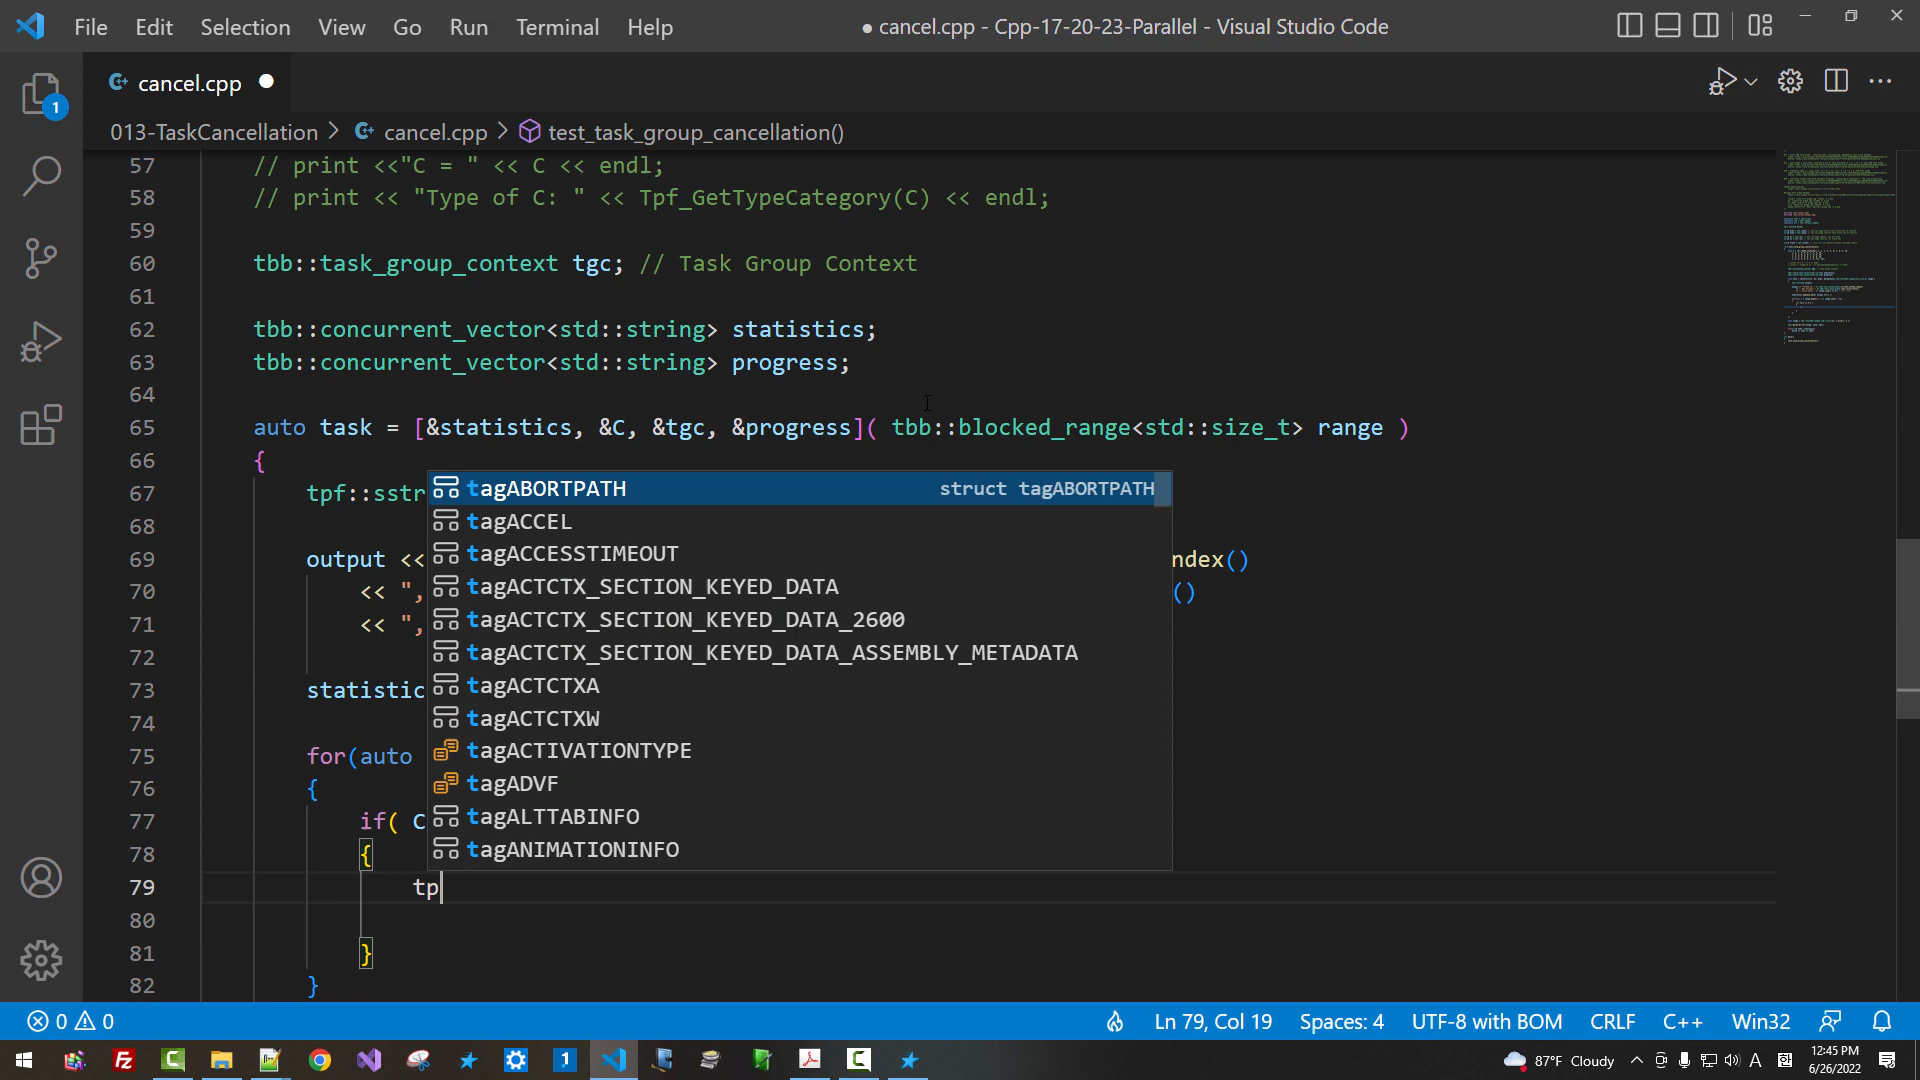 File Edit Selection View Go Run Terminal Help
● cancel.cpp - Cpp-17-20-23-Parallel - Visual Studio Code
cancel.cpp
013-TaskCancellation > cancel.cpp > test_task_group_cancellation()
1
57 // print <<"C = " << C << endl;
58 // print << "Type of C: " << Tpf_GetTypeCategory(C) << endl;
59
60 tbb::task_group_context tgc; // Task Group Context
61
62 tbb::concurrent_vector<std::string> statistics;
63 tbb::concurrent_vector<std::string> progress;
64
65 auto task = [&statistics, &C, &tgc, &progress]( tbb::blocked_range<std::size_t> range )
66 {
67 tpf::sstr
68
69 output << ndex()
70 << ", ()
71 << ",
72
73 statistic
74
75 for(auto
76 {
77 if( C
78 {
79 tp
80
81 }
82 }
tagABORTPATH struct tagABORTPATH
tagACCEL
tagACCESSTIMEOUT
tagACTCTX_SECTION_KEYED_DATA
tagACTCTX_SECTION_KEYED_DATA_2600
tagACTCTX_SECTION_KEYED_DATA_ASSEMBLY_METADATA
tagACTCTXA
tagACTCTXW
tagACTIVATIONTYPE
tagADVF
tagALTTABINFO
tagANIMATIONINFO
0 0 Ln 79, Col 19 Spaces: 4 UTF-8 with BOM CRLF C++ Win32
87°F Cloudy A 12:45 PM
6/26/2022